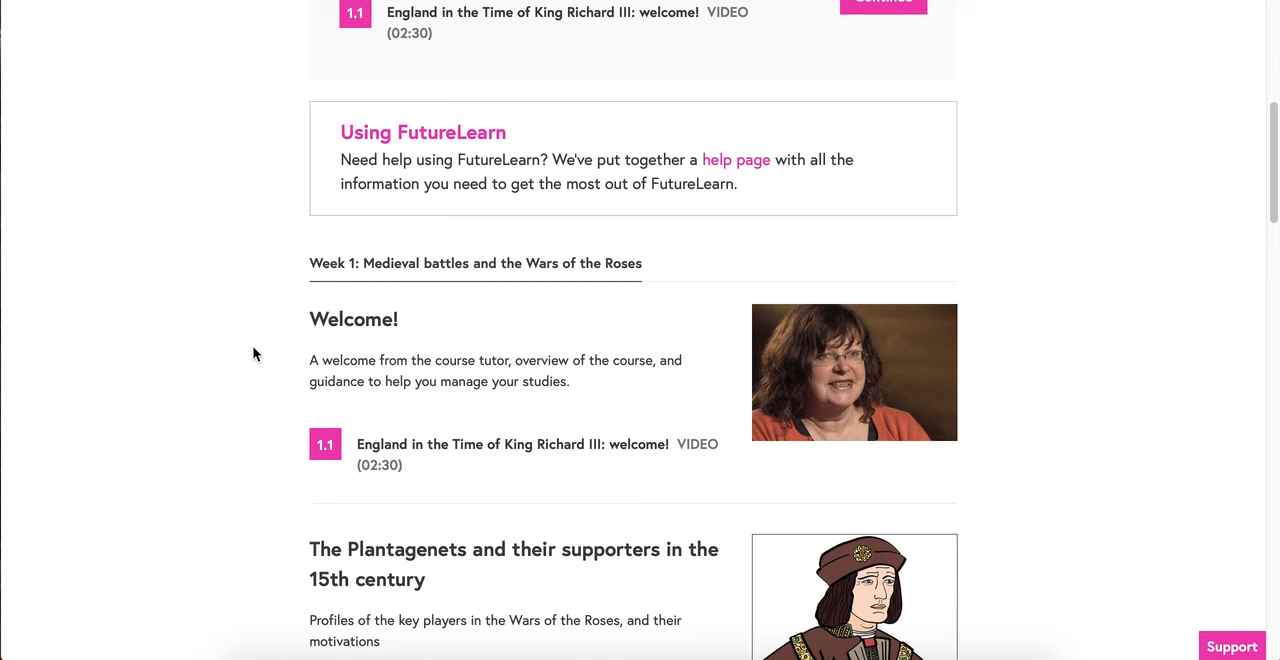 1.1 England in the Time of King Richard III: welcome! VIDEO
(02:30)
Using FutureLearn
Need help using FutureLearn? We've put together a help page with all the
information you need to get the most out of FutureLearn.
Week 1: Medieval battles and the Wars of the Roses
Welcome!
A welcome from the course tutor, overview of the course, and
guidance to help you manage your studies.
1.1 England in the Time of King Richard III: welcome! VIDEO
(02:30)
The Plantagenets and their supporters in the
15th century
Profiles of the key players in the Wars of the Roses, and their
motivations
Support